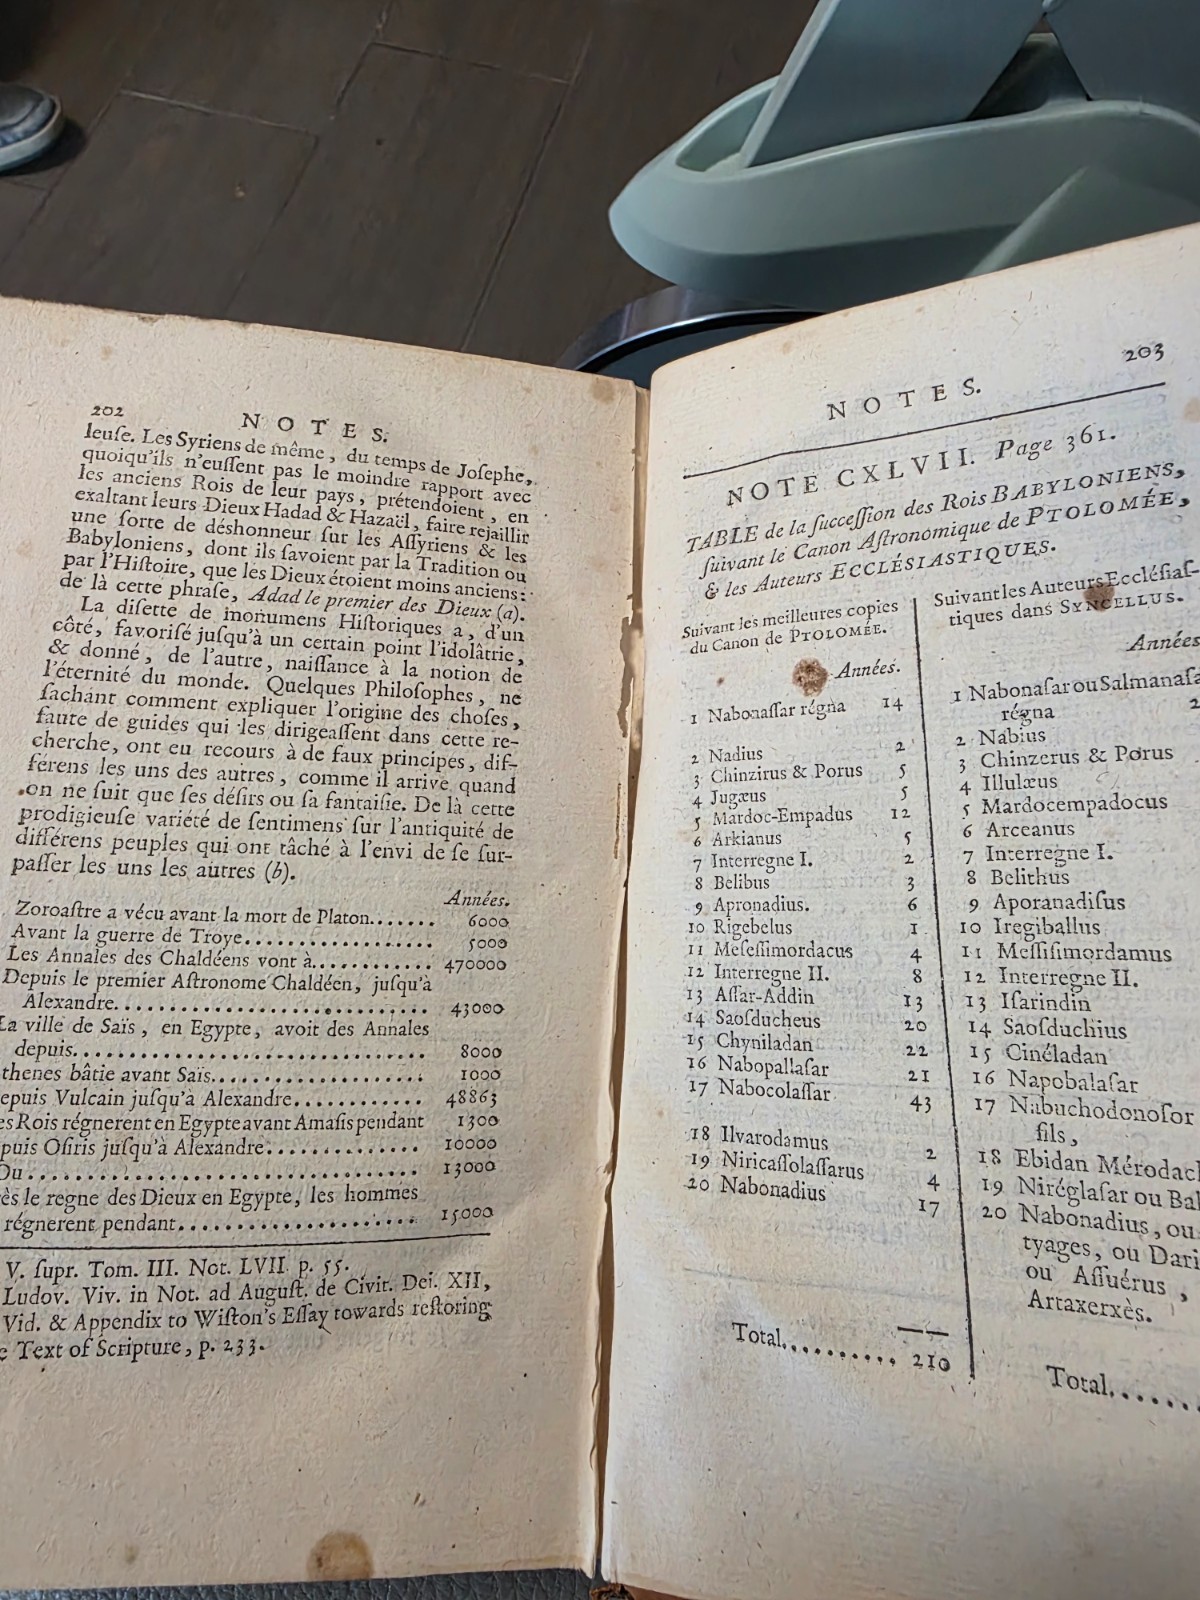 202
NOTES.
leuſe. Les Syriens de même, du temps de Joſephe,
quoiqu'ils n'euſſent pas le moindre rapport avec
les anciens Rois de leur pays, prétendoient, en
exaltant leurs Dieux Hadad & Hazaël, faire rejaillir
une ſorte de déshonneur ſur les Aſſyriens & les
Babyloniens, dont ils ſavoient par la Tradition ou
par l'Hiſtoire, que les Dieux étoient moins anciens:
de là cette phraſe, Adad le premier des Dieux (a).
La diſette de monumens Hiſtoriques a, d'un
côté, favoriſé juſqu'à un certain point l'idolâtrie,
& donné, de l'autre, naiſſance à la notion de
l'éternité du monde. Quelques Philoſophes, ne
ſachant comment expliquer l'origine des choſes,
faute de guides qui les dirigeaſſent dans cette re-
cherche, ont eu recours à de faux principes, dif-
férens les uns des autres, comme il arrive quand
on ne ſuit que ſes déſirs ou ſa fantaiſie. De là cette
prodigieuſe variété de ſentimens ſur l'antiquité de
différens peuples qui ont tâché à l'envi de ſe ſur-
paſſer les uns les autres (b).
Années.
Zoroaſtre a vécu avant la mort de Platon....... 6000
Avant la guerre de Troye.................. 5000
Les Annales des Chaldéens vont à........... 470000
Depuis le premier Aſtronome Chaldéen, juſqu'à
Alexandre............................. 43000
La ville de Saïs, en Egypte, avoit des Annales
depuis................................. 8000
thenes bâtie avant Saïs.................... 1000
epuis Vulcain juſqu'à Alexandre............ 48863
es Rois régnerent en Egypte avant Amaſis pendant 1300
puis Oſiris juſqu'à Alexandre.............. 10000
Ou..................................... 13000
ès le regne des Dieux en Egypte, les hommes
régnerent pendant....................... 15000
V. ſupr. Tom. III. Not. LVII. p. 55.
Ludov. Viv. in Not. ad Auguſt. de Civit. Dei. XII,
Vid. & Appendix to Wiſton's Eſſay towards reſtoring
e Text of Scripture, p. 233.
203
NOTES.
NOTE CXLVII. Page 361.
TABLE de la ſucceſſion des Rois BABYLONIENS,
ſuivant le Canon Aſtronomique de PTOLOMÉE,
& les Auteurs ECCLÉSIASTIQUES.
Suivant les meilleures copies
du Canon de PTOLOMÉE.
Années.
1 Nabonaſſar régna 14
2 Nadius 2
3 Chinzirus & Porus 5
4 Jugæus 5
5 Mardoc-Empadus 12
6 Arkianus 5
7 Interregne I. 2
8 Belibus 3
9 Apronadius. 6
10 Rigebelus 1
11 Meſeſſimordacus 4
12 Interregne II. 8
13 Aſſar-Addin 13
14 Saoſducheus 20
15 Chyniladan 22
16 Nabopallaſar 21
17 Nabocolaſſar 43
18 Ilvarodamus 2
19 Niricaſſolaſſarus 4
20 Nabonadius 17
Total.......... 210
Suivant les Auteurs Eccléſiaſ-
tiques dans SYNCELLUS.
Années
1 Nabonaſar ou Salmanaſa
régna 2
2 Nabius
3 Chinzerus & Porus
4 Illulæus
5 Mardocempadocus
6 Arceanus
7 Interregne I.
8 Belithus
9 Aporanadiſus
10 Iregiballus
11 Meſſiſimordamus
12 Interregne II.
13 Iſarindin
14 Saoſduchius
15 Cinéladan
16 Napobalaſar
17 Nabuchodonoſor
fils,
18 Ebidan Mérodach
19 Niréglaſar ou Bal
20 Nabonadius, ou
tyages, ou Dari
ou Aſſuérus,
Artaxerxès.
Total......